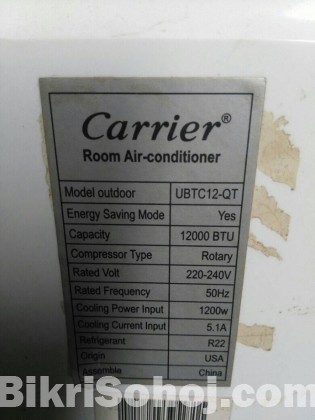 Carrier®
Room Air-conditioner
Model outdoor UBTC12-QT
Energy Saving Mode Yes
Capacity 12000 BTU
Compressor Type Rotary
Rated Volt 220-240V
Rated Frequency 50Hz
Cooling Power Input 1200w
Cooling Current Input 5.1A
Refrigerant R22
Origin USA
Assemble China
BikriSohoj.com